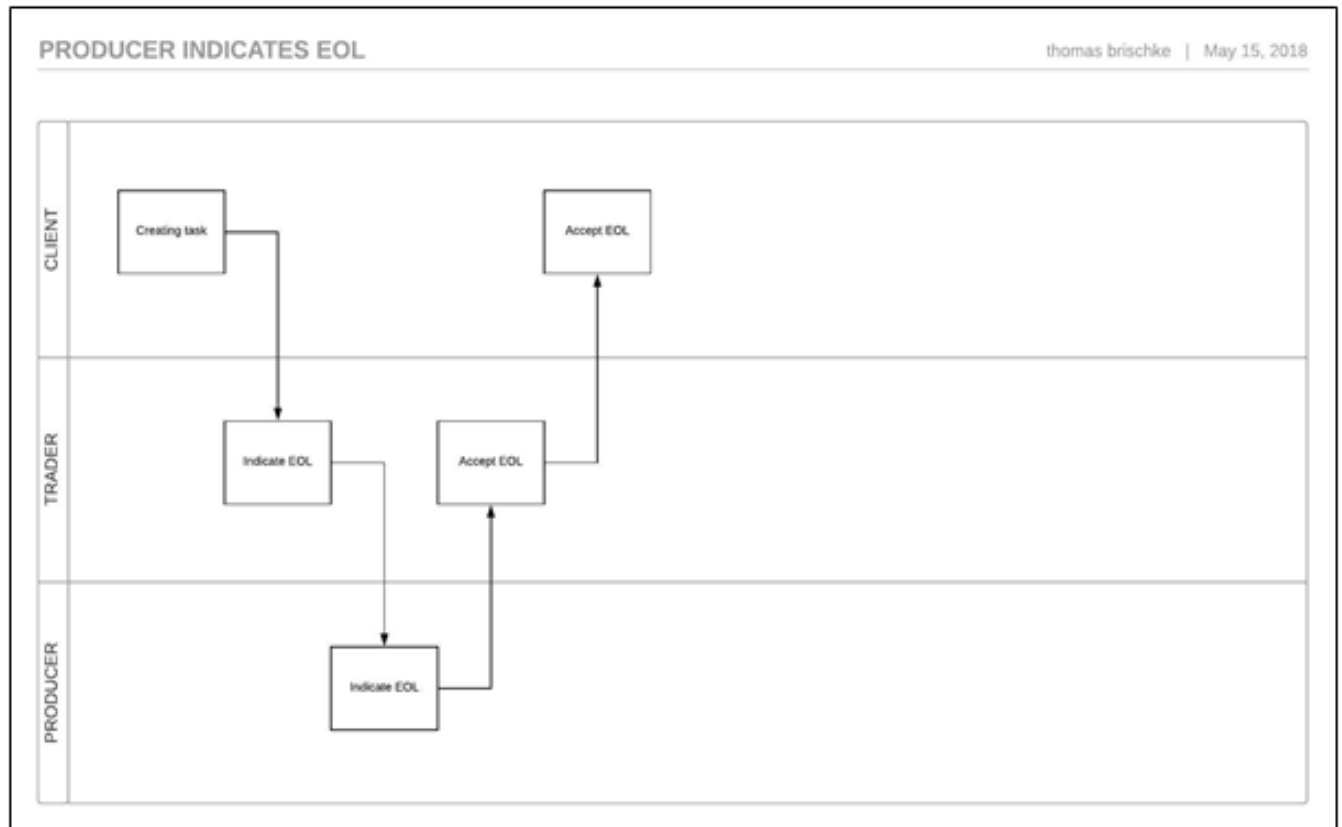 PRODUCER INDICATES EOL
thomas brischke | May 15, 2018
CLIENT
Creating task
Accept EOL
TRADER
Indicate EOL
Accept EOL
PRODUCER
Indicate EOL